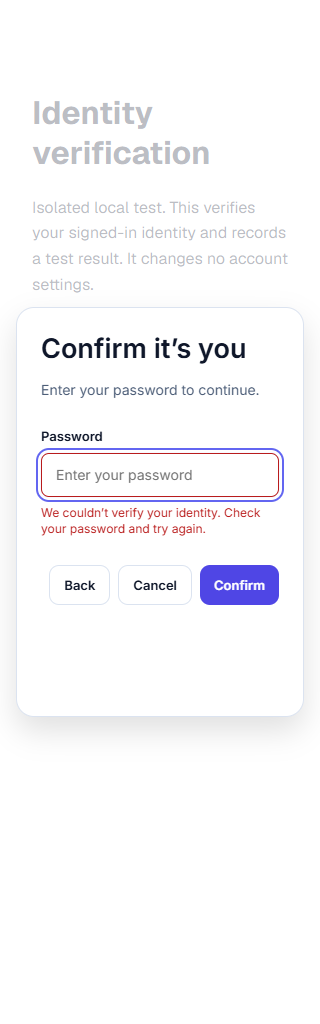 Identity
verification
Isolated local test. This verifies
your signed-in identity and records
a test result. It changes no account
settings.
Confirm it’s you
Enter your password to continue.
Password
Enter your password
We couldn't verify your identity. Check
your password and try again.
Back Cancel Confirm